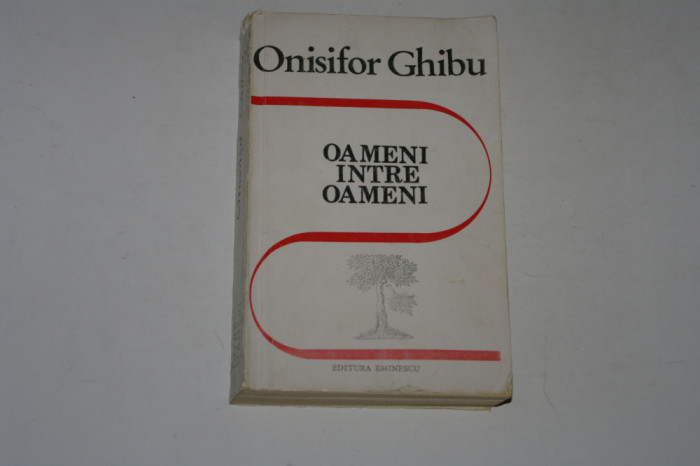 Onisifor Ghibu
OAMENI
INTRE
OAMENI
EDITURA EMINESCU